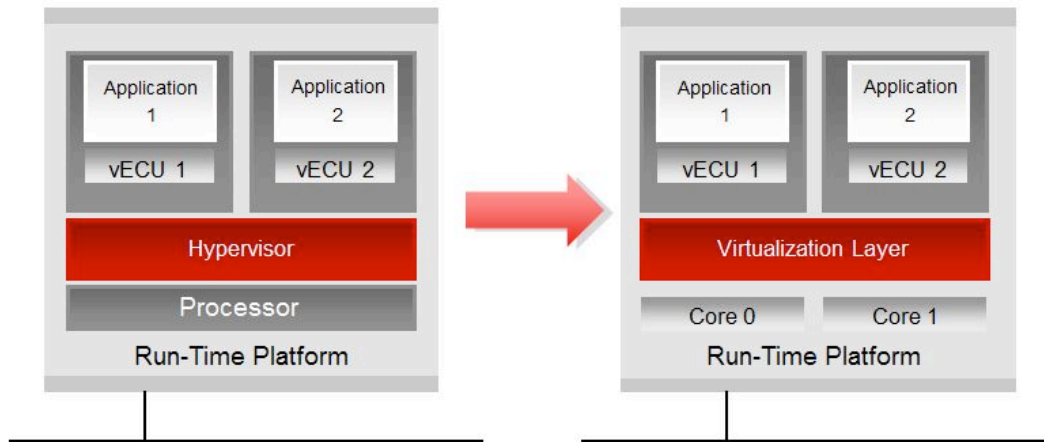 Application
1
vECU 1
Application
2
vECU 2
Hypervisor
Processor
Run-Time Platform
Application
1
vECU 1
Application
2
vECU 2
Virtualization Layer
Core 0
Core 1
Run-Time Platform